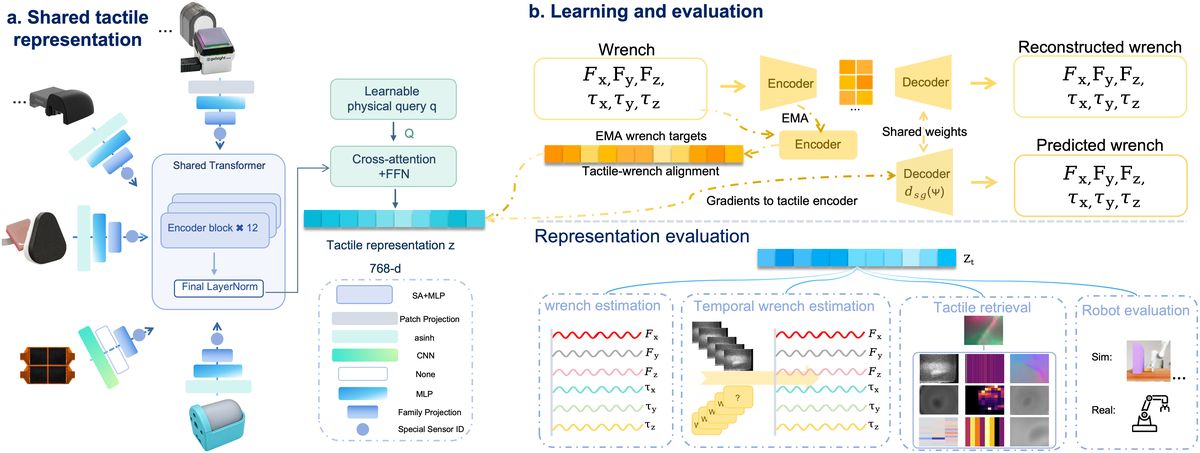 a. Shared tactile
representation
...
gelsight
...
Shared Transformer
Encoder block ✖ 12
Final LayerNorm
Learnable
physical query q
Q
Cross-attention
+FFN
Tactile representation z
768-d
SA+MLP
Patch Projection
asinh
CNN
None
MLP
Family Projection
Special Sensor ID
b. Learning and evaluation
Wrench
Fx,Fy,Fz,
τx,τy,τz
Encoder
...
Decoder
Reconstructed wrench
Fx,Fy,Fz,
τx,τy,τz
EMA
Encoder
EMA wrench targets
Tactile-wrench alignment
Shared weights
Decoder
dsg(Ψ)
Gradients to tactile encoder
Predicted wrench
Fx,Fy,Fz,
τx,τy,τz
Representation evaluation
Zt
wrench estimation
Fx
Fy
Fz
τx
τy
τz
Temporal wrench estimation
W W W W ?
Fx
Fy
Fz
τx
τy
τz
Tactile retrieval
Robot evaluation
Sim:
...
Real: